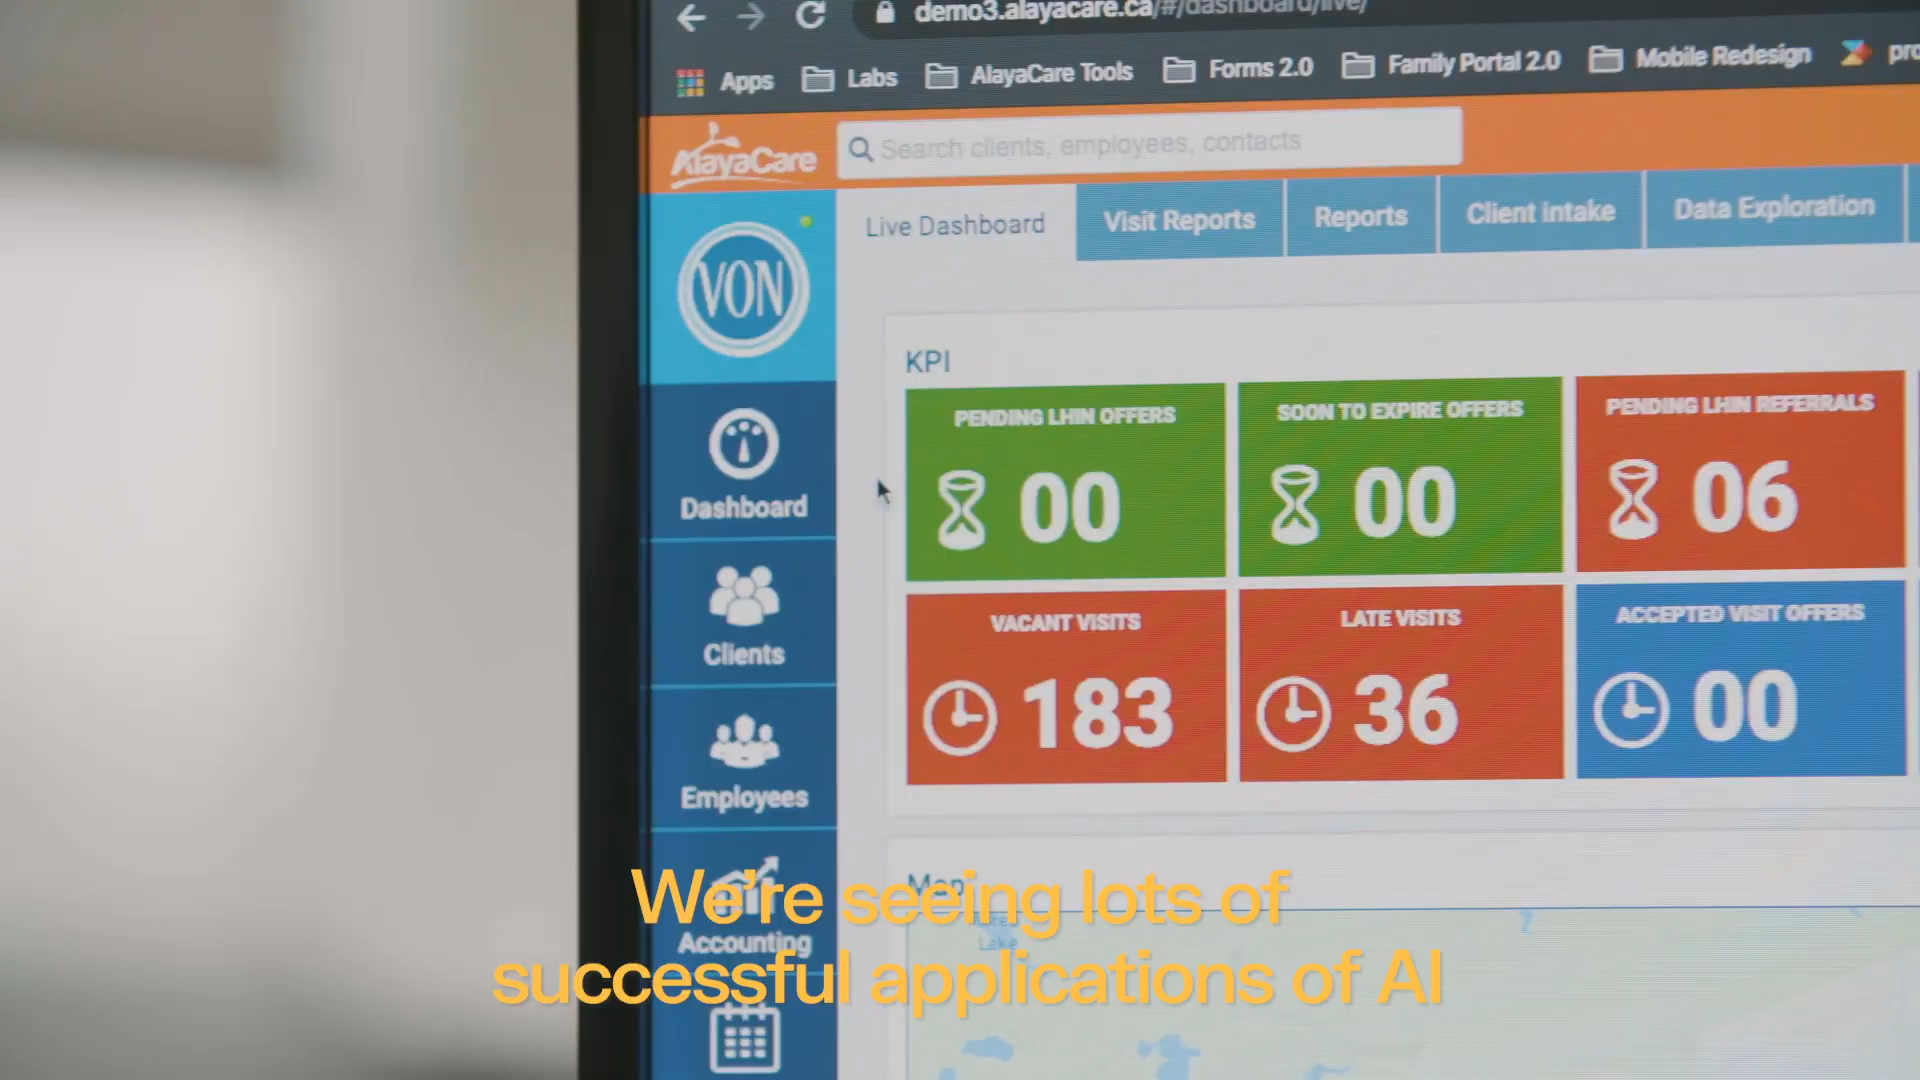 demo3.alayacare.ca/#/dashboard/live/
Apps Labs AlayaCare Tools Forms 2.0 Family Portal 2.0 Mobile Redesign
AlayaCare Search clients, employees, contacts
VON
Live Dashboard Visit Reports Reports Client intake Data Exploration
KPI
PENDING LHIN OFFERS SOON TO EXPIRE OFFERS PENDING LHIN REFERRALS
00 00 06
VACANT VISITS LATE VISITS ACCEPTED VISIT OFFERS
183 36 00
Dashboard
Clients
Employees
Accounting
Map
Lake
We're seeing lots of
successful applications of AI